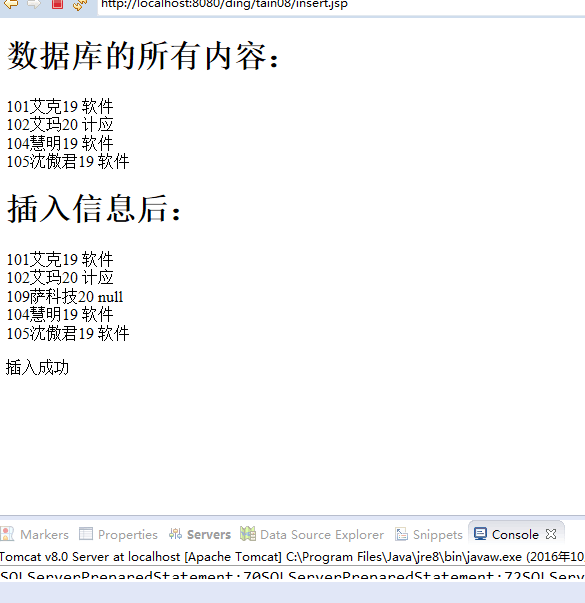 http://localhost:8080/ding/tain08/insert.jsp
数据库的所有内容：
101艾克19 软件
102艾玛20 计应
104慧明19 软件
105沈傲君19 软件
插入信息后：
101艾克19 软件
102艾玛20 计应
109萨科技20 null
104慧明19 软件
105沈傲君19 软件
插入成功
Markers Properties Servers Data Source Explorer Snippets Console
Tomcat v8.0 Server at localhost [Apache Tomcat] C:\Program Files\Java\jre8\bin\javaw.exe (2016年10
SQLServerPreparedStatement:70SQLServerPreparedStatement:72SQLServ